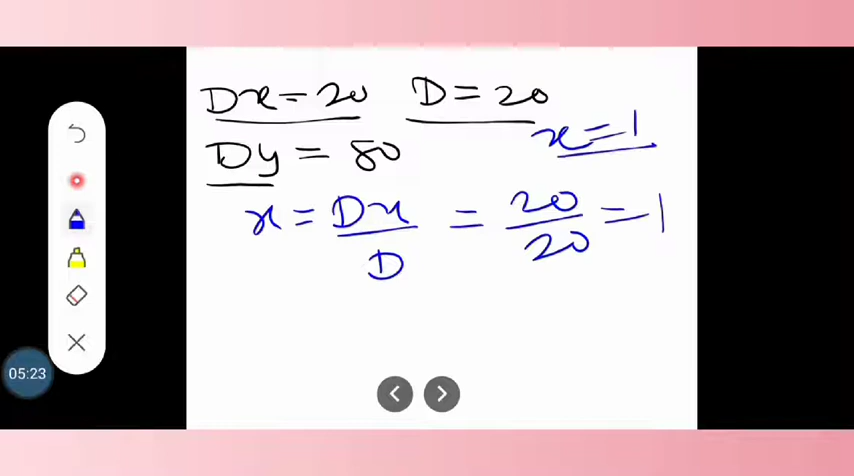 Dx = 20 D = 20
x = 1
Dy = 80
x = Dx/D = 20/20 = 1
05:23